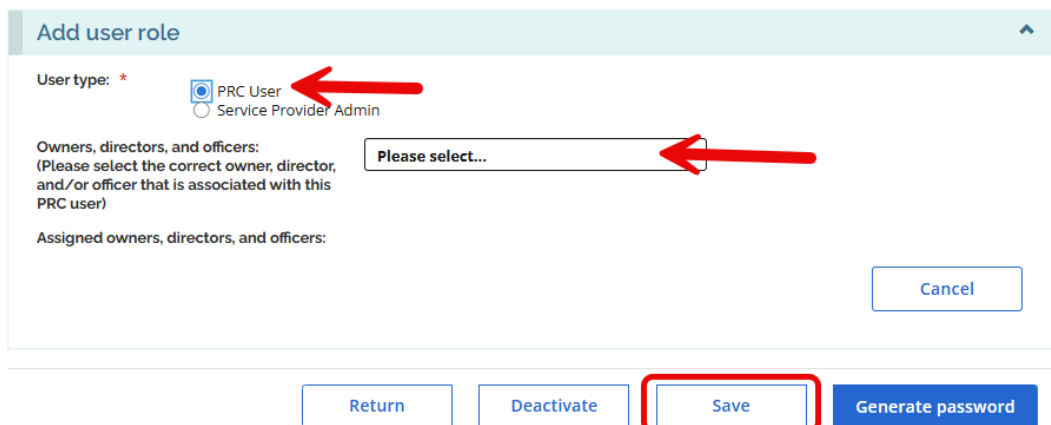 Add user role
User type: *
PRC User
Service Provider Admin
Owners, directors, and officers:
(Please select the correct owner, director,
and/or officer that is associated with this
PRC user)
Please select...
Assigned owners, directors, and officers:
Cancel
Return
Deactivate
Save
Generate password